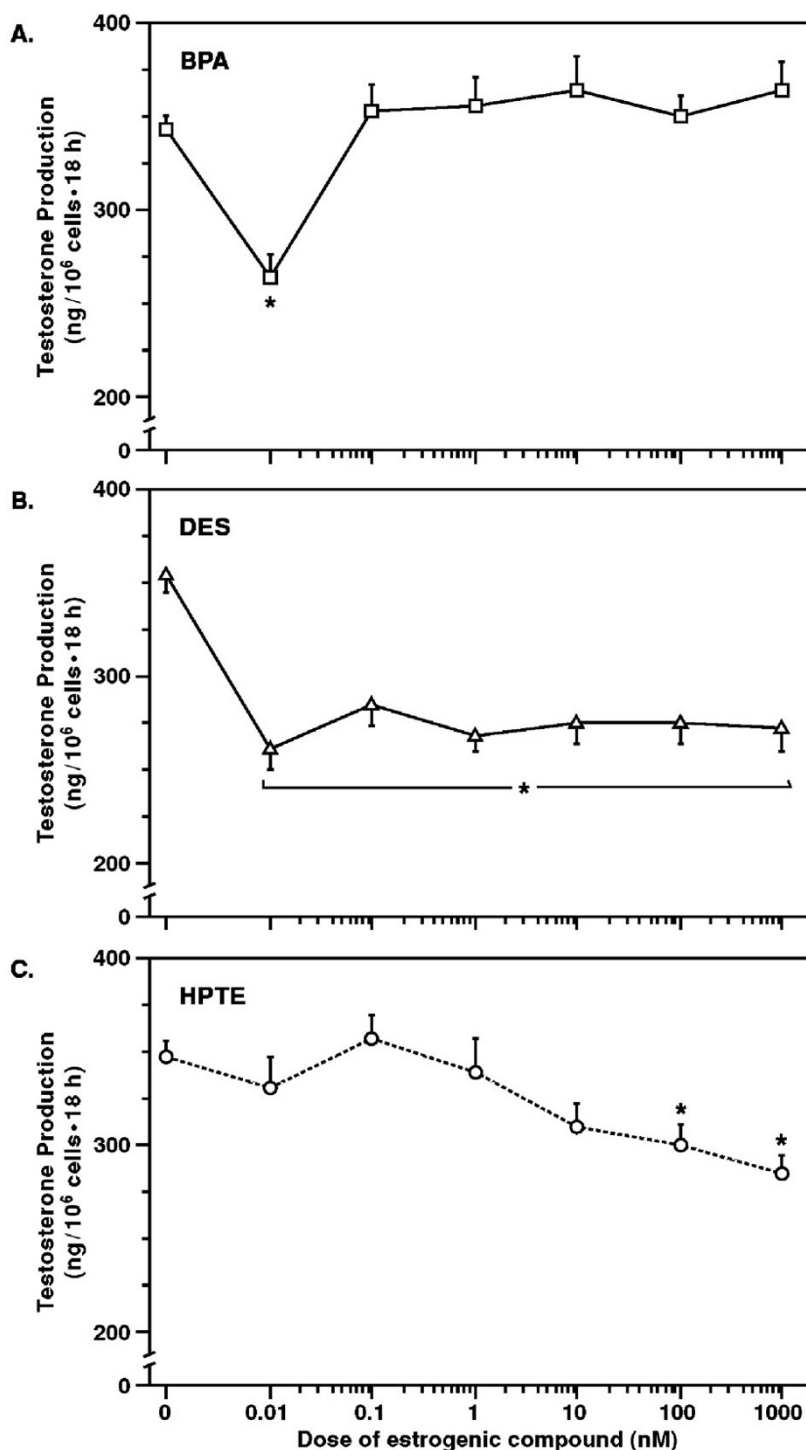 A.
BPA
Testosterone Production
(ng/10⁶ cells•18 h)
400
300
200
0
*
B.
DES
Testosterone Production
(ng/10⁶ cells•18 h)
400
300
200
0
*
C.
HPTE
Testosterone Production
(ng/10⁶ cells•18 h)
400
300
200
0
* *
0 0.01 0.1 1 10 100 1000
Dose of estrogenic compound (nM)